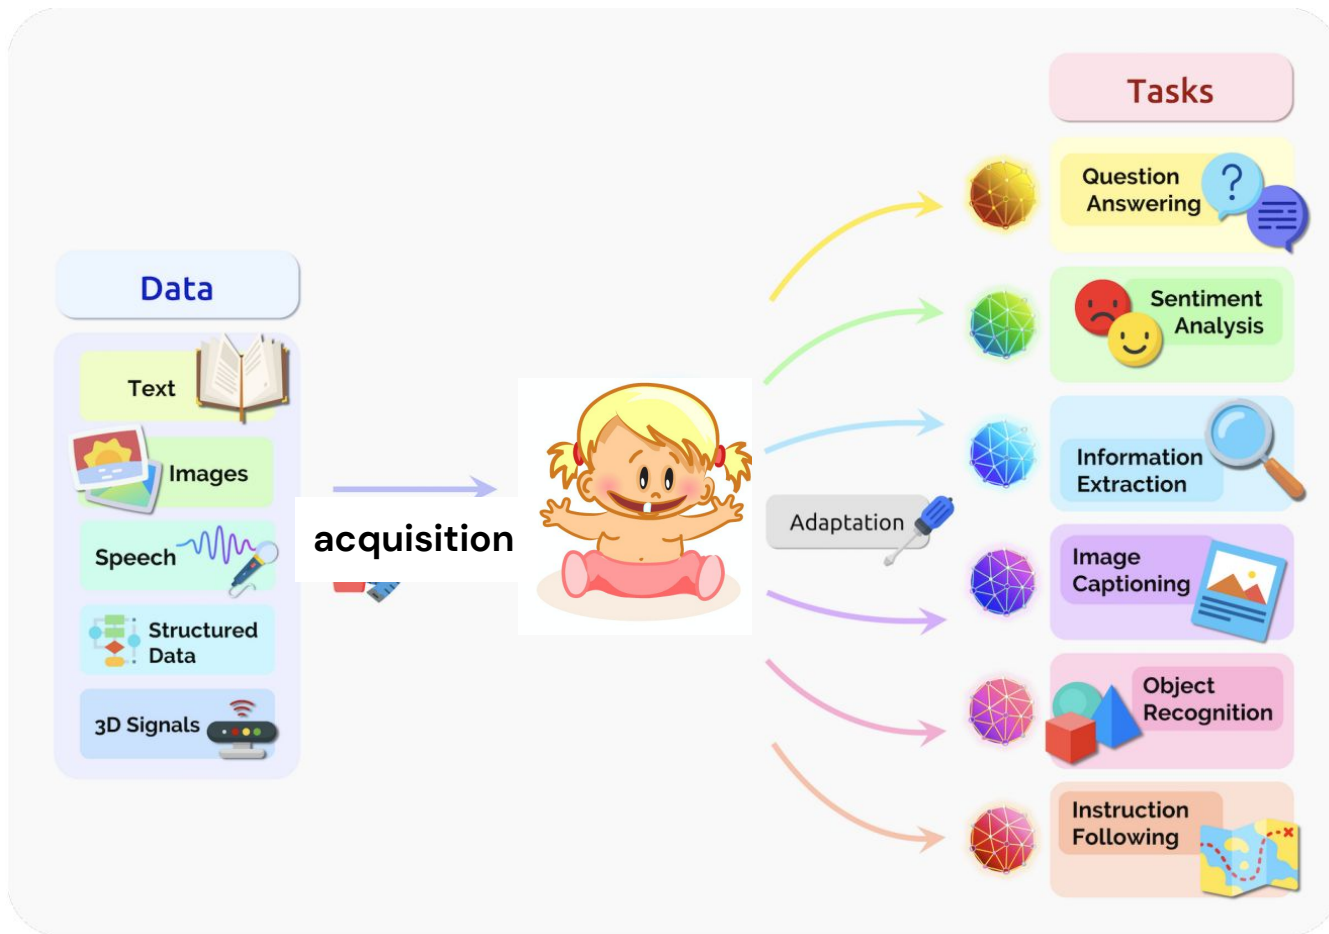 Data
Text
Images
Speech
Structured
Data
3D Signals
acquisition
Adaptation
Tasks
Question
Answering
?
Sentiment
Analysis
Information
Extraction
Image
Captioning
Object
Recognition
Instruction
Following